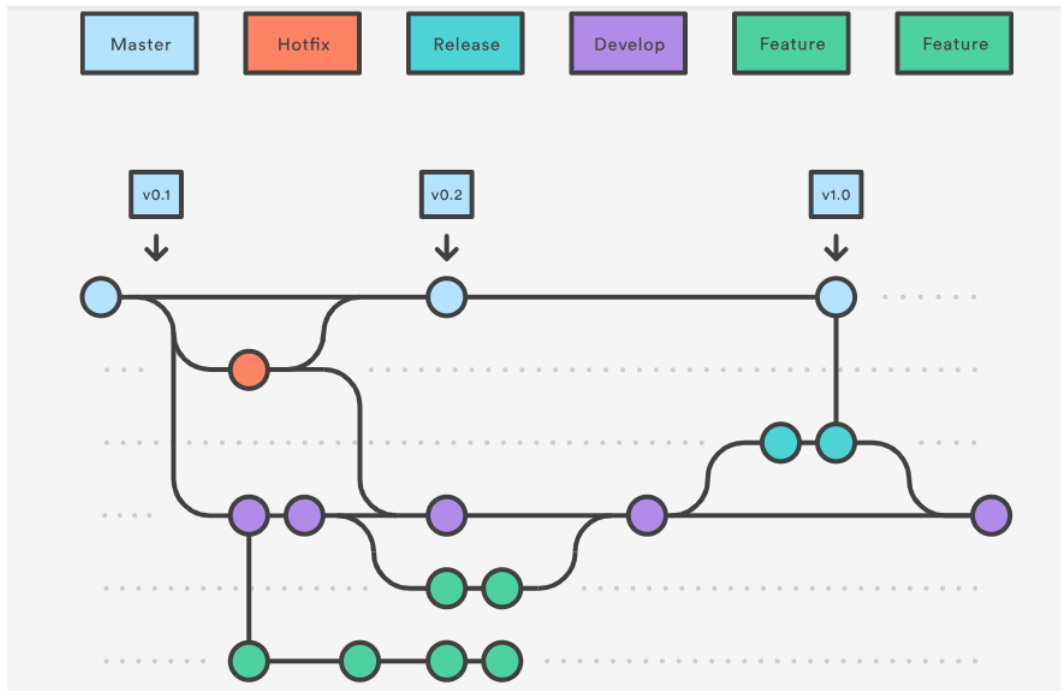 Master
Hotfix
Release
Develop
Feature
Feature
v0.1
v0.2
v1.0